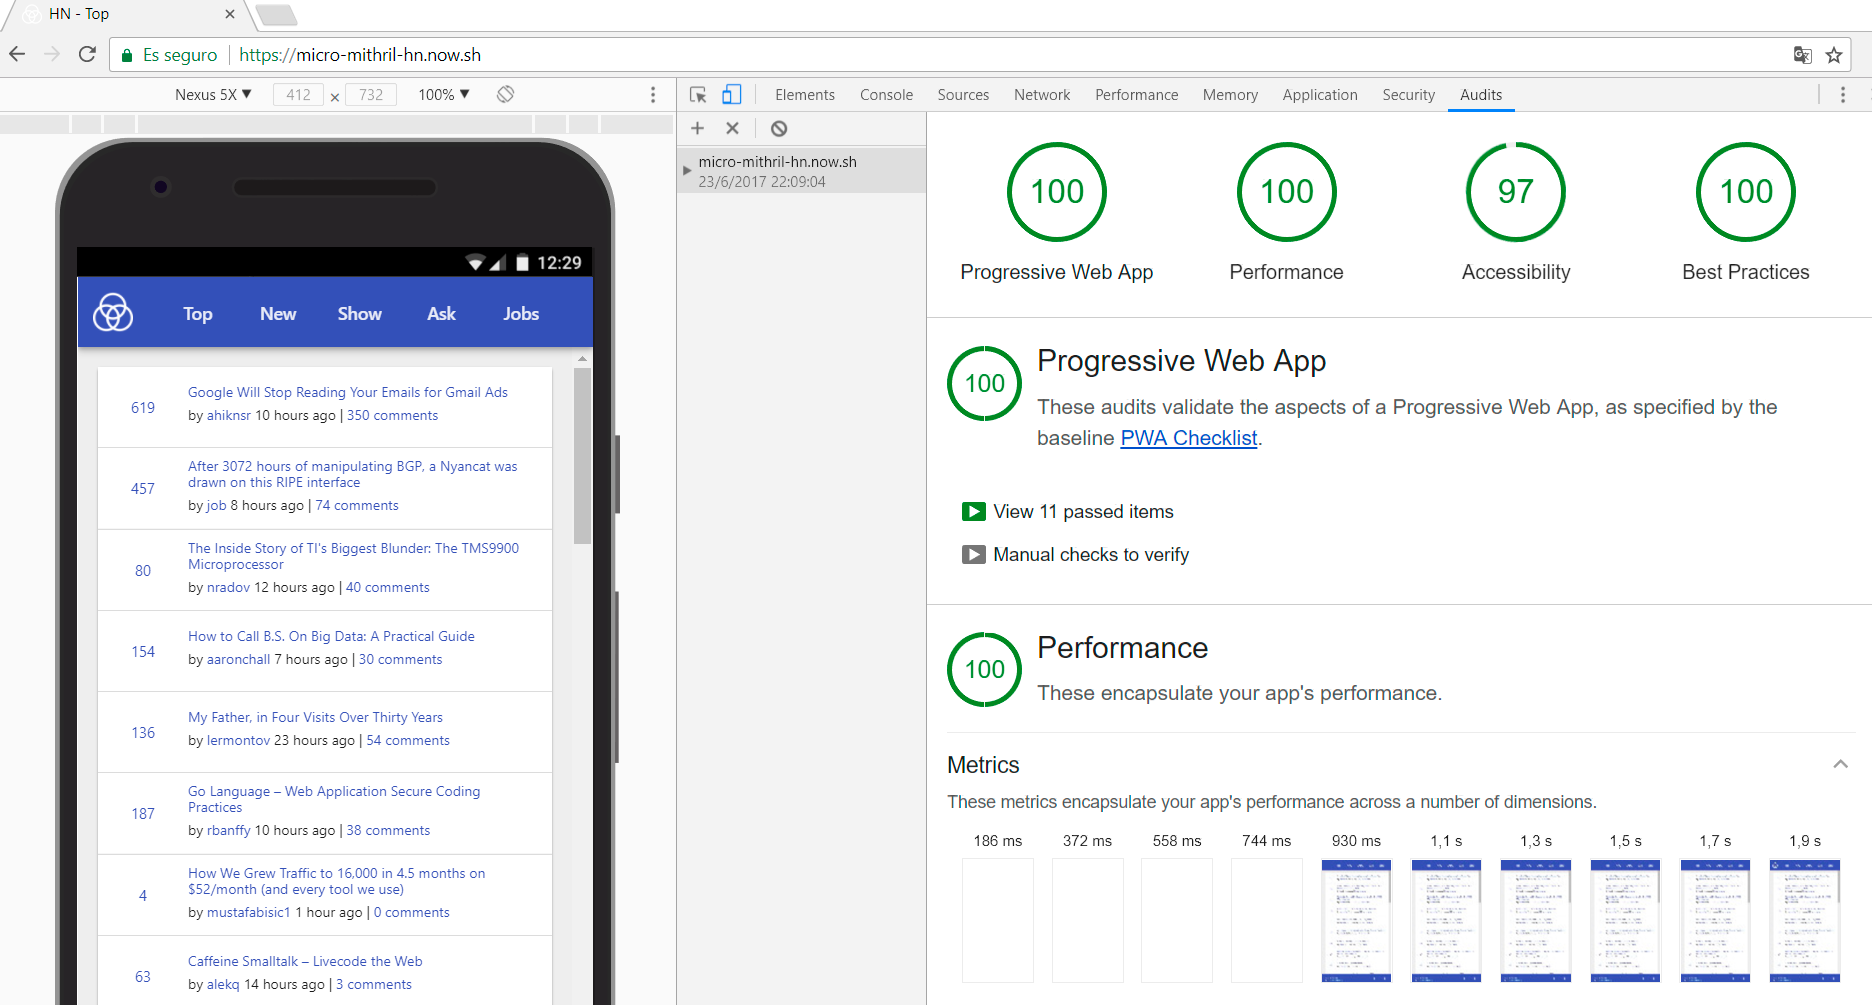 HN - Top
Es seguro https://micro-mithril-hn.now.sh
Nexus 5X 412 x 732 100%
Elements Console Sources Network Performance Memory Application Security Audits
micro-mithril-hn.now.sh
23/6/2017 22:09:04
12:29
Top New Show Ask Jobs
619
Google Will Stop Reading Your Emails for Gmail Ads
by ahiknsr 10 hours ago | 350 comments
457
After 3072 hours of manipulating BGP, a Nyancat was
drawn on this RIPE interface
by job 8 hours ago | 74 comments
80
The Inside Story of TI's Biggest Blunder: The TMS9900
Microprocessor
by nradov 12 hours ago | 40 comments
154
How to Call B.S. On Big Data: A Practical Guide
by aaronchall 7 hours ago | 30 comments
136
My Father, in Four Visits Over Thirty Years
by lermontov 23 hours ago | 54 comments
187
Go Language – Web Application Secure Coding
Practices
by rbanffy 10 hours ago | 38 comments
4
How We Grew Traffic to 16,000 in 4.5 months on
$52/month (and every tool we use)
by mustafabisic1 1 hour ago | 0 comments
63
Caffeine Smalltalk – Livecode the Web
by alekq 14 hours ago | 3 comments
100 100 97 100
Progressive Web App Performance Accessibility Best Practices
100
Progressive Web App
These audits validate the aspects of a Progressive Web App, as specified by the
baseline PWA Checklist.
View 11 passed items
Manual checks to verify
100
Performance
These encapsulate your app's performance.
Metrics
These metrics encapsulate your app's performance across a number of dimensions.
186 ms 372 ms 558 ms 744 ms 930 ms 1,1 s 1,3 s 1,5 s 1,7 s 1,9 s